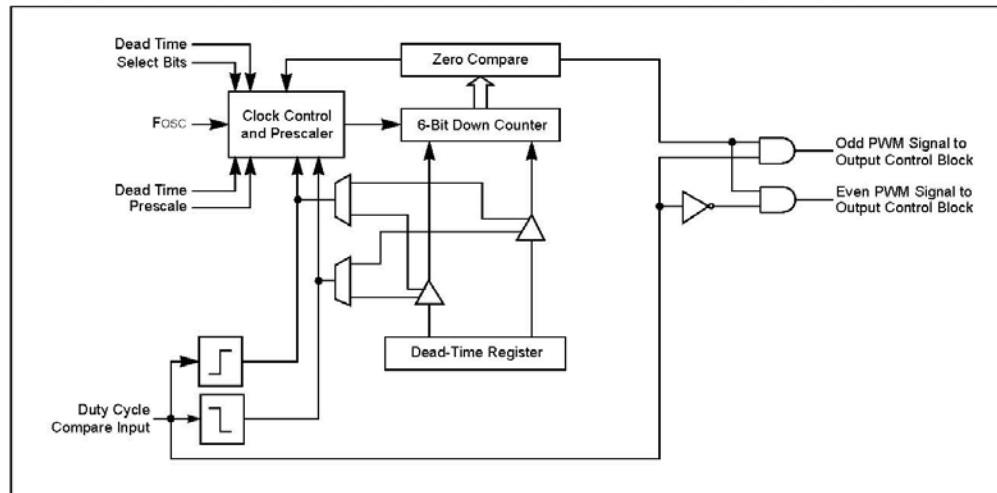 Dead Time
Select Bits
Zero Compare
Clock Control
and Prescaler
6-Bit Down Counter
FOSC
Odd PWM Signal to
Output Control Block
Dead Time
Prescale
Even PWM Signal to
Output Control Block
Dead-Time Register
Duty Cycle
Compare Input